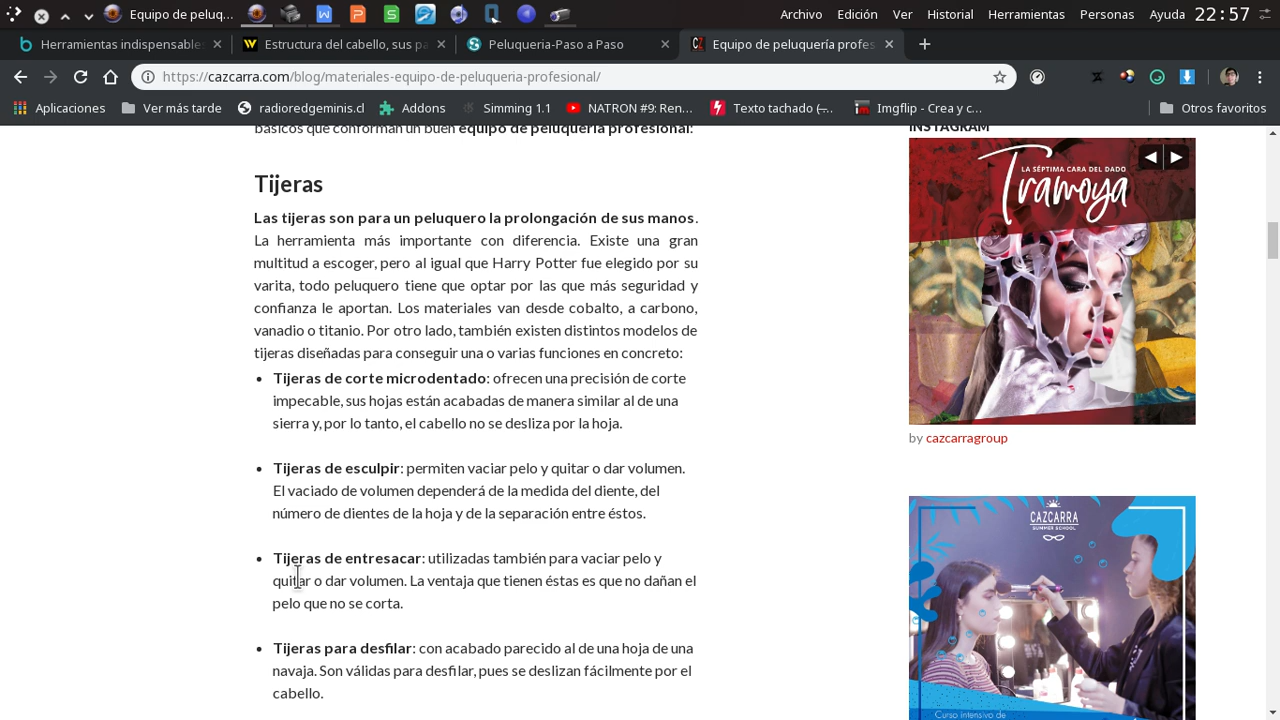 Equipo de peluq…
Archivo Edición Ver Historial Herramientas Personas Ayuda 22:57
Herramientas indispensable
Estructura del cabello, sus pa
Peluqueria-Paso a Paso
Equipo de peluquería profes
https://cazcarra.com/blog/materiales-equipo-de-peluqueria-profesional/
Aplicaciones Ver más tarde radioredgeminis.cl Addons Simming 1.1 NATRON #9: Ren… Texto tachado (-… Imgflip - Crea y c… Otros favoritos
básicos que conforman un buen equipo de peluquería profesional:
Tijeras
Las tijeras son para un peluquero la prolongación de sus manos.
La herramienta más importante con diferencia. Existe una gran
multitud a escoger, pero al igual que Harry Potter fue elegido por su
varita, todo peluquero tiene que optar por las que más seguridad y
confianza le aportan. Los materiales van desde cobalto, a carbono,
vanadio o titanio. Por otro lado, también existen distintos modelos de
tijeras diseñadas para conseguir una o varias funciones en concreto:
• Tijeras de corte microdentado: ofrecen una precisión de corte
impecable, sus hojas están acabadas de manera similar al de una
sierra y, por lo tanto, el cabello no se desliza por la hoja.
• Tijeras de esculpir: permiten vaciar pelo y quitar o dar volumen.
El vaciado de volumen dependerá de la medida del diente, del
número de dientes de la hoja y de la separación entre éstos.
• Tijeras de entresacar: utilizadas también para vaciar pelo y
quitar o dar volumen. La ventaja que tienen éstas es que no dañan el
pelo que no se corta.
• Tijeras para desfilar: con acabado parecido al de una hoja de una
navaja. Son válidas para desfilar, pues se deslizan fácilmente por el
cabello.
INSTAGRAM
LA SÉPTIMA CARA DEL DADO
Tramoya
by cazcarragroup
CAZCARRA
SUMMER SCHOOL
Curso intensivo de